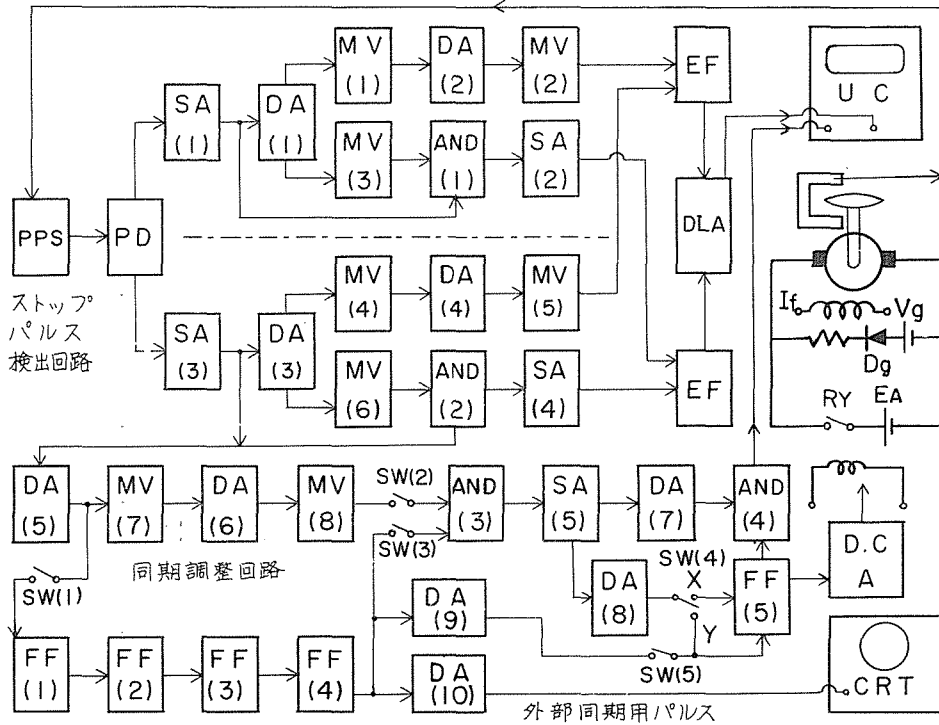 MV (1)
DA (2)
MV (2)
EF
U C
SA (1)
DA (1)
MV (3)
AND (1)
SA (2)
PPS
PD
DLA
ストップ
パルス
検出回路
MV (4)
DA (4)
MV (5)
SA (3)
DA (3)
MV (6)
AND (2)
SA (4)
EF
If
Vg
Dg
RY
EA
DA (5)
MV (7)
DA (6)
MV (8)
SW(2)
SW(3)
AND (3)
SA (5)
DA (7)
AND (4)
同期調整回路
SW(1)
DA (8)
SW(4)
X
Y
FF (5)
D.C A
FF (1)
FF (2)
FF (3)
FF (4)
DA (9)
DA (10)
SW(5)
CRT
外部同期用パルス